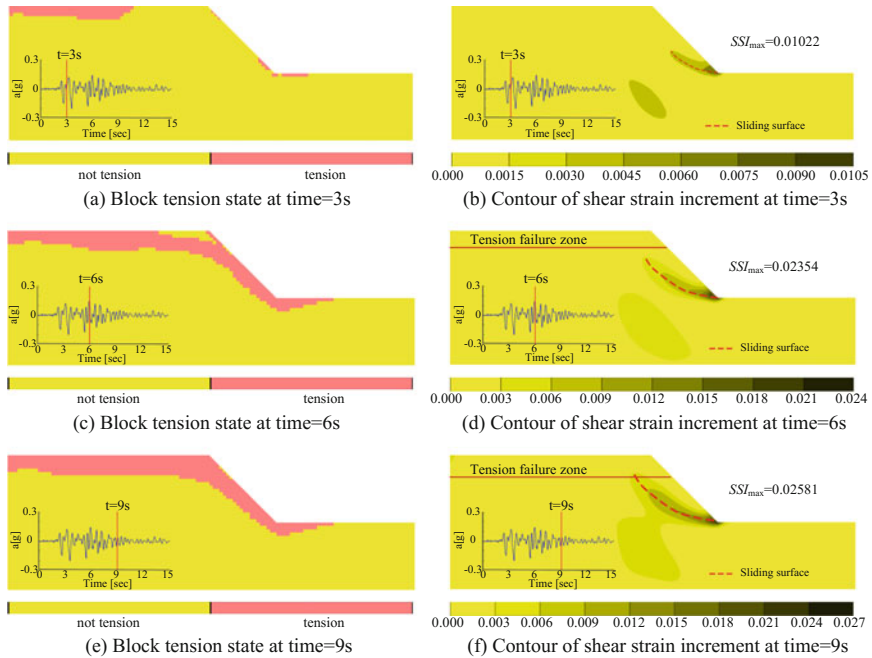 0.3
0
-0.3
a[g]
t=3s
0 3 6 9 12 15
Time [sec]
not tension
tension
(a) Block tension state at time=3s
SSImax=0.01022
0.3
0
-0.3
a[g]
t=3s
0 3 6 9 12 15
Time [sec]
Sliding surface
0.000 0.0015 0.0030 0.0045 0.0060 0.0075 0.0090 0.0105
(b) Contour of shear strain increment at time=3s
0.3
0
-0.3
a[g]
t=6s
0 3 6 9 12 15
Time [sec]
not tension
tension
(c) Block tension state at time=6s
Tension failure zone
SSImax=0.02354
0.3
0
-0.3
a[g]
t=6s
0 3 6 9 12 15
Time [sec]
Sliding surface
0.000 0.003 0.006 0.009 0.012 0.015 0.018 0.021 0.024
(d) Contour of shear strain increment at time=6s
0.3
0
-0.3
a[g]
t=9s
0 3 6 9 12 15
Time [sec]
not tension
tension
(e) Block tension state at time=9s
Tension failure zone
SSImax=0.02581
0.3
0
-0.3
a[g]
t=9s
0 3 6 9 12 15
Time [sec]
Sliding surface
0.000 0.003 0.006 0.009 0.012 0.015 0.018 0.021 0.024 0.027
(f) Contour of shear strain increment at time=9s